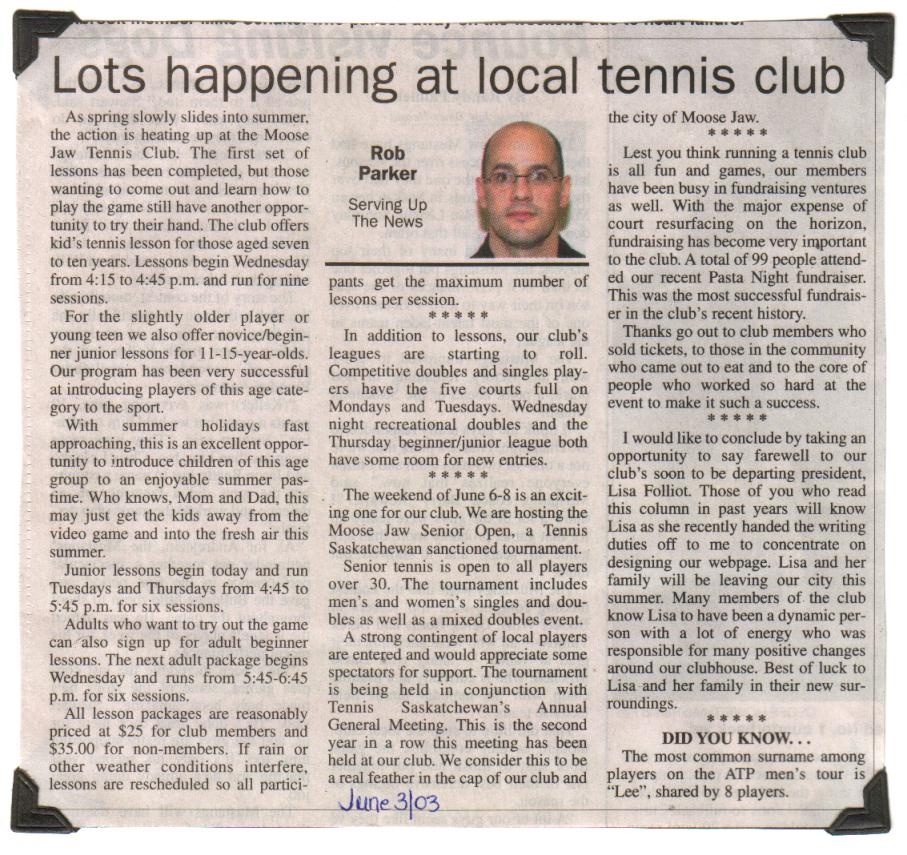 Lots happening at local tennis club
As spring slowly slides into summer,
the action is heating up at the Moose
Jaw Tennis Club. The first set of
lessons has been completed, but those
wanting to come out and learn how to
play the game still have another oppor-
tunity to try their hand. The club offers
kid's tennis lesson for those aged seven
to ten years. Lessons begin Wednesday
from 4:15 to 4:45 p.m. and run for nine
sessions.
For the slightly older player or
young teen we also offer novice/begin-
ner junior lessons for 11-15-year-olds.
Our program has been very successful
at introducing players of this age cate-
gory to the sport.
With summer holidays fast
approaching, this is an excellent oppor-
tunity to introduce children of this age
group to an enjoyable summer pas-
time. Who knows, Mom and Dad, this
may just get the kids away from the
video game and into the fresh air this
summer.
Junior lessons begin today and run
Tuesdays and Thursdays from 4:45 to
5:45 p.m. for six sessions.
Adults who want to try out the game
can also sign up for adult beginner
lessons. The next adult package begins
Wednesday and runs from 5:45-6:45
p.m. for six sessions.
All lesson packages are reasonably
priced at $25 for club members and
$35.00 for non-members. If rain or
other weather conditions interfere,
lessons are rescheduled so all partici-
Rob
Parker
Serving Up
The News
pants get the maximum number of
lessons per session.
* * * * *
In addition to lessons, our club's
leagues are starting to roll.
Competitive doubles and singles play-
ers have the five courts full on
Mondays and Tuesdays. Wednesday
night recreational doubles and the
Thursday beginner/junior league both
have some room for new entries.
* * * * *
The weekend of June 6-8 is an excit-
ing one for our club. We are hosting the
Moose Jaw Senior Open, a Tennis
Saskatchewan sanctioned tournament.
Senior tennis is open to all players
over 30. The tournament includes
men's and women's singles and dou-
bles as well as a mixed doubles event.
A strong contingent of local players
are entered and would appreciate some
spectators for support. The tournament
is being held in conjunction with
Tennis Saskatchewan's Annual
General Meeting. This is the second
year in a row this meeting has been
held at our club. We consider this to be
a real feather in the cap of our club and
the city of Moose Jaw.
* * * * *
Lest you think running a tennis club
is all fun and games, our members
have been busy in fundraising ventures
as well. With the major expense of
court resurfacing on the horizon,
fundraising has become very important
to the club. A total of 99 people attend-
ed our recent Pasta Night fundraiser.
This was the most successful fundrais-
er in the club's recent history.
Thanks go out to club members who
sold tickets, to those in the community
who came out to eat and to the core of
people who worked so hard at the
event to make it such a success.
* * * * *
I would like to conclude by taking an
opportunity to say farewell to our
club's soon to be departing president,
Lisa Folliot. Those of you who read
this column in past years will know
Lisa as she recently handed the writing
duties off to me to concentrate on
designing our webpage. Lisa and her
family will be leaving our city this
summer. Many members of the club
know Lisa to have been a dynamic per-
son with a lot of energy who was
responsible for many positive changes
around our clubhouse. Best of luck to
Lisa and her family in their new sur-
roundings.
* * * * *
DID YOU KNOW. . .
The most common surname among
players on the ATP men's tour is
“Lee”, shared by 8 players.
June 3/03